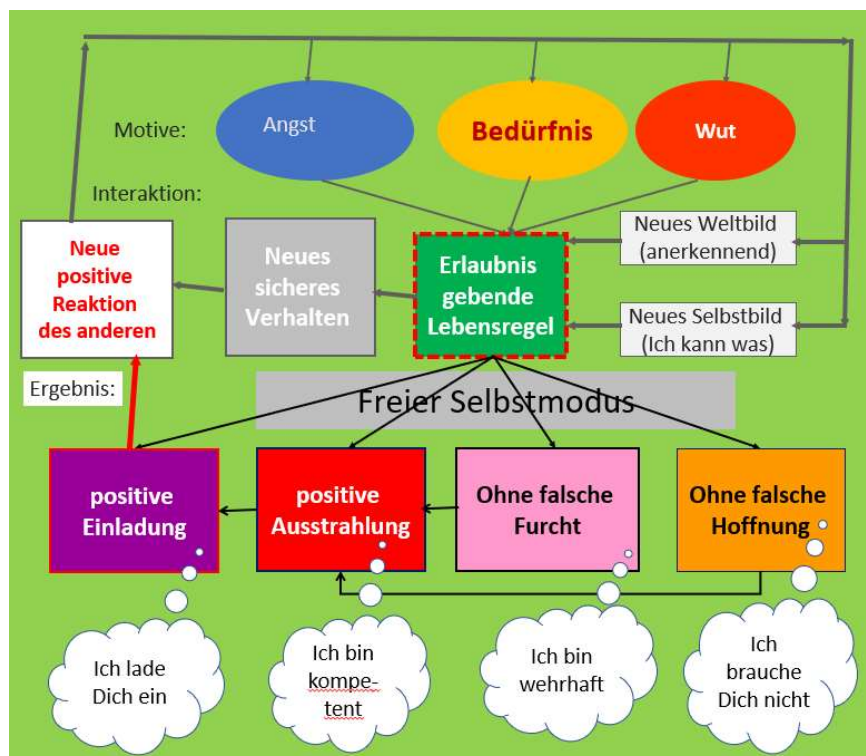 Motive:
Angst
Bedürfnis
Wut
Interaktion:
Neue
positive
Reaktion
des anderen
Neues
sicheres
Verhalten
Erlaubnis
gebende
Lebensregel
Neues Weltbild
(anerkennend)
Neues Selbstbild
(Ich kann was)
Ergebnis:
Freier Selbstmodus
positive
Einladung
positive
Ausstrahlung
Ohne falsche
Furcht
Ohne falsche
Hoffnung
Ich lade
Dich ein
Ich bin
kompe-
tent
Ich bin
wehrhaft
Ich
brauche
Dich nicht